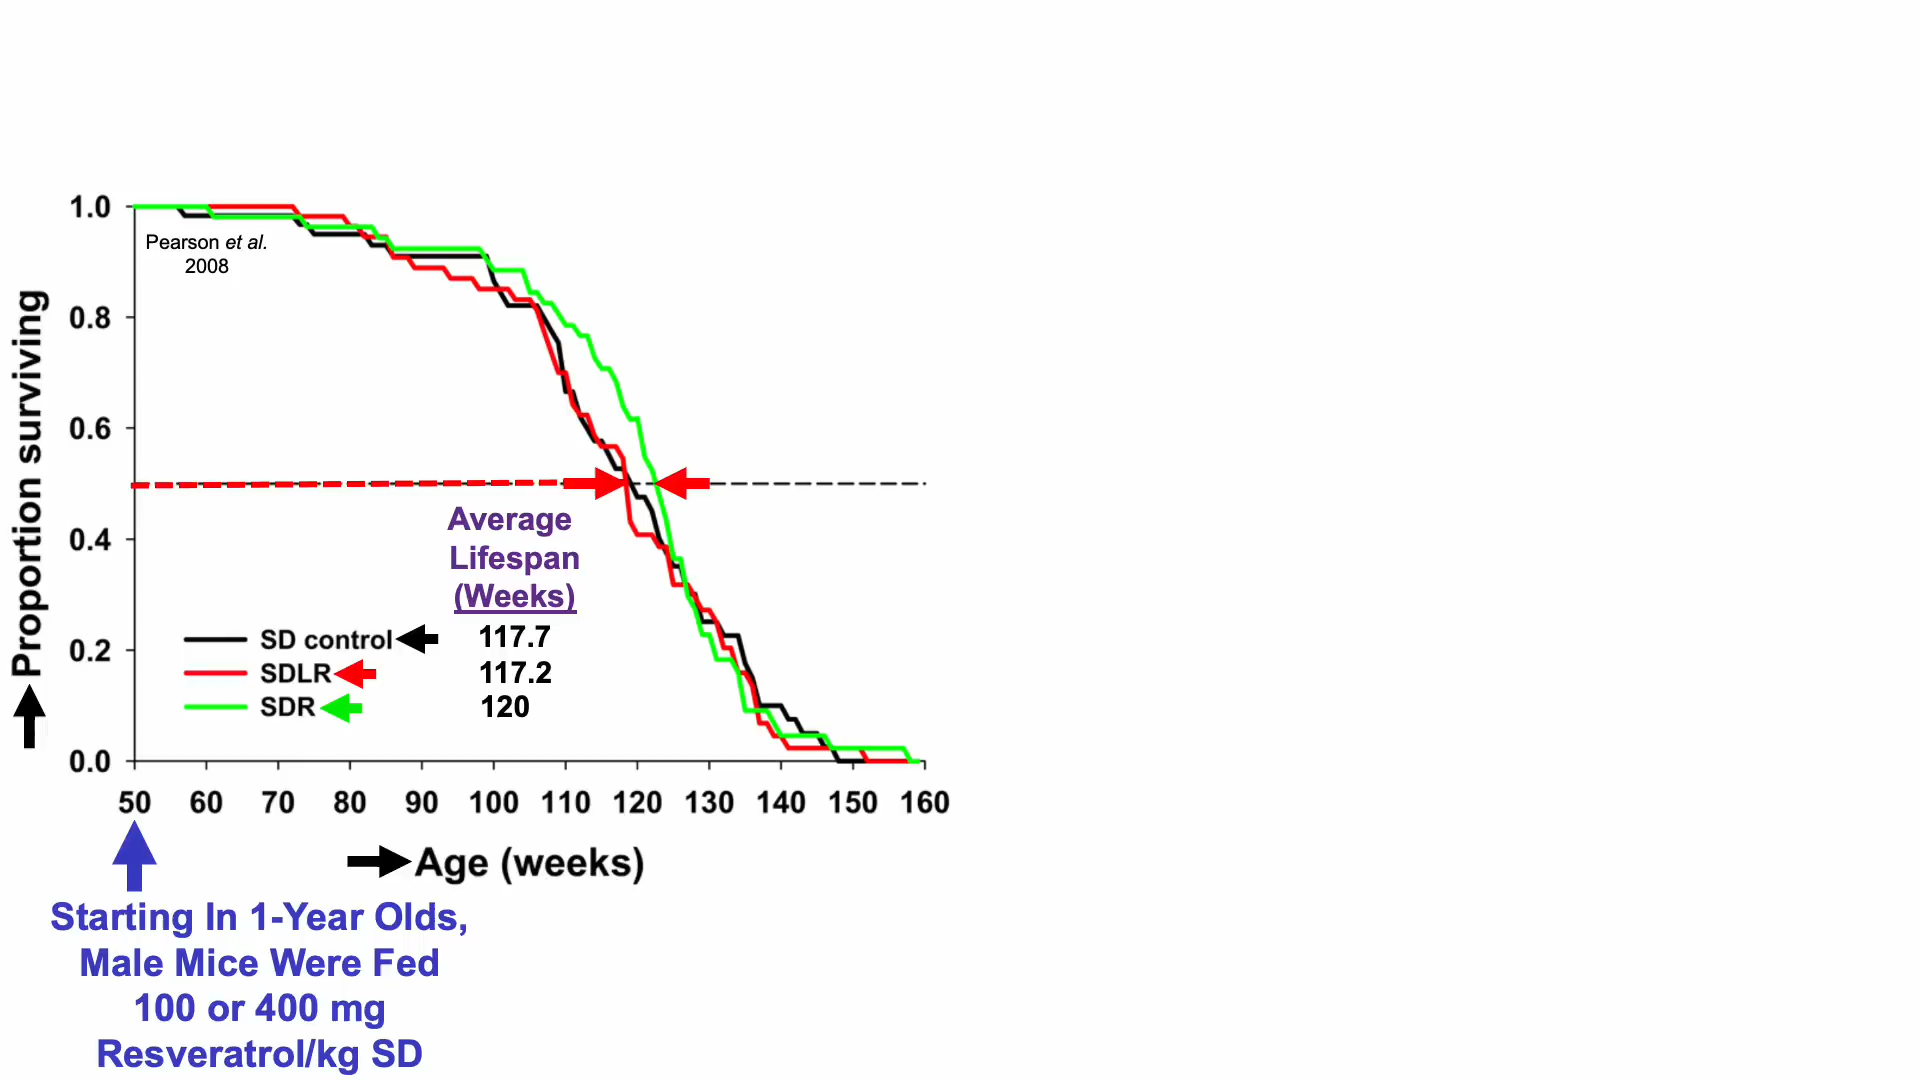 1.0
Pearson et al.
2008
0.8
0.6
0.4
0.2
0.0
Proportion surviving
Average
Lifespan
(Weeks)
SD control 117.7
SDLR 117.2
SDR 120
50 60 70 80 90 100 110 120 130 140 150 160
Age (weeks)
Starting In 1-Year Olds,
Male Mice Were Fed
100 or 400 mg
Resveratrol/kg SD